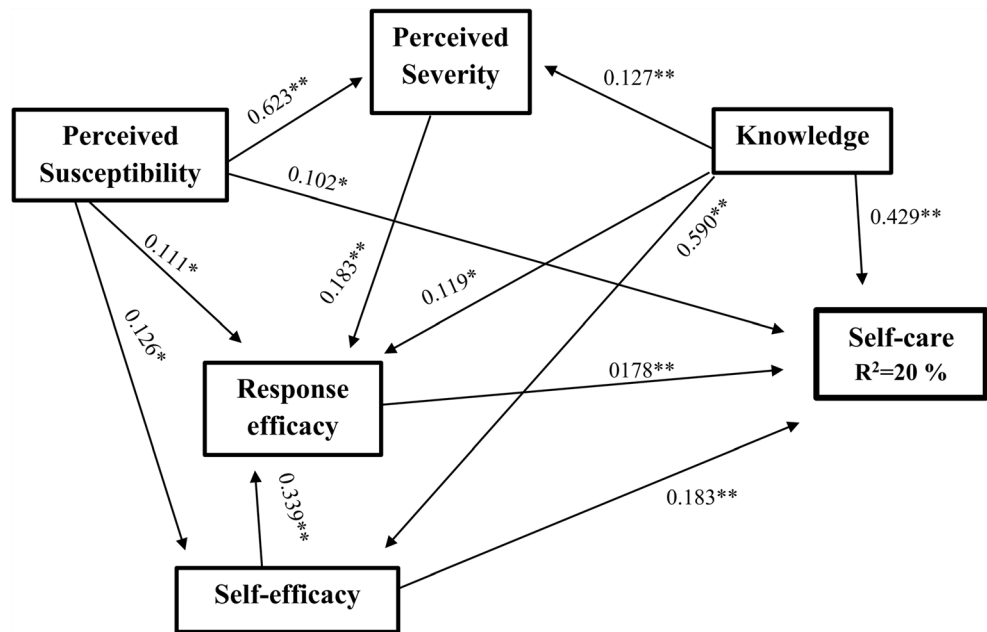 Perceived
Severity
0.623**
0.127**
Perceived
Susceptibility
Knowledge
0.102*
0.429**
0.590**
0.111*
0.183**
0.119*
0.126*
Self-care
R²=20 %
Response
efficacy
0178**
0.339**
0.183**
Self-efficacy